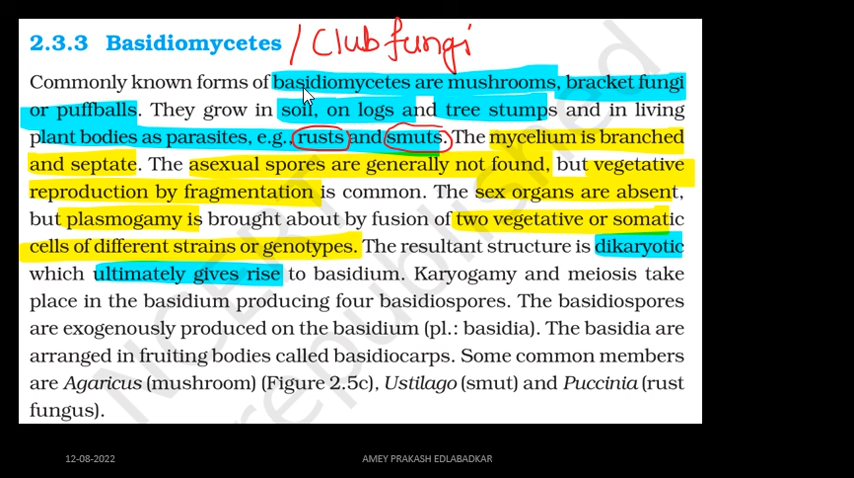 2.3.3 Basidiomycetes / Club fungi
Commonly known forms of basidiomycetes are mushrooms, bracket fungi
or puffballs. They grow in soil, on logs and tree stumps and in living
plant bodies as parasites, e.g., rusts and smuts. The mycelium is branched
and septate. The asexual spores are generally not found, but vegetative
reproduction by fragmentation is common. The sex organs are absent,
but plasmogamy is brought about by fusion of two vegetative or somatic
cells of different strains or genotypes. The resultant structure is dikaryotic
which ultimately gives rise to basidium. Karyogamy and meiosis take
place in the basidium producing four basidiospores. The basidiospores
are exogenously produced on the basidium (pl.: basidia). The basidia are
arranged in fruiting bodies called basidiocarps. Some common members
are Agaricus (mushroom) (Figure 2.5c), Ustilago (smut) and Puccinia (rust
fungus).
12-08-2022 AMEY PRAKASH EDLABADKAR